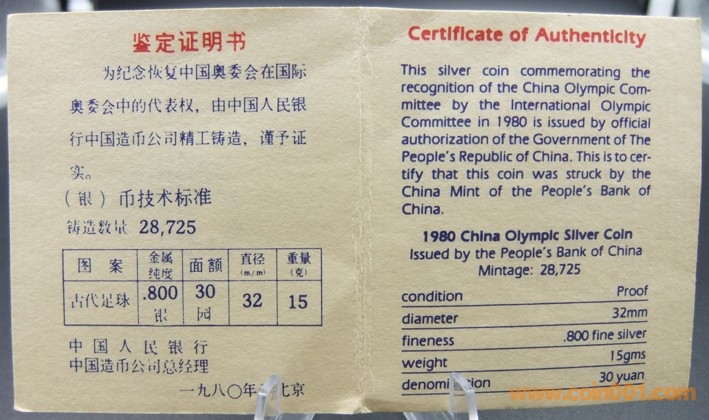 鉴定证明书
为纪念恢复中国奥委会在国际
奥委会中的代表权，由中国人民银
行中国造币公司精工铸造，谨予证
实。
（银）币技术标准
铸造数量 28,725
图案 金属纯度 面额 直径(m/m) 重量(克)
古代足球 .800银 30园 32 15
中国人民银行
中国造币公司总经理
一九八〇年 北京
Certificate of Authenticity
This silver coin commemorating the
recognition of the China Olympic Com-
mittee by the International Olympic
Committee in 1980 is issued by official
authorization of the Government of The
People's Republic of China. This is to cer-
tify that this coin was struck by the
China Mint of the People's Bank of
China.
1980 China Olympic Silver Coin
Issued by the People's Bank of China
Mintage: 28,725
condition Proof
diameter 32mm
fineness .800 fine silver
weight 15gms
denomination 30 yuan
www.coin001.com